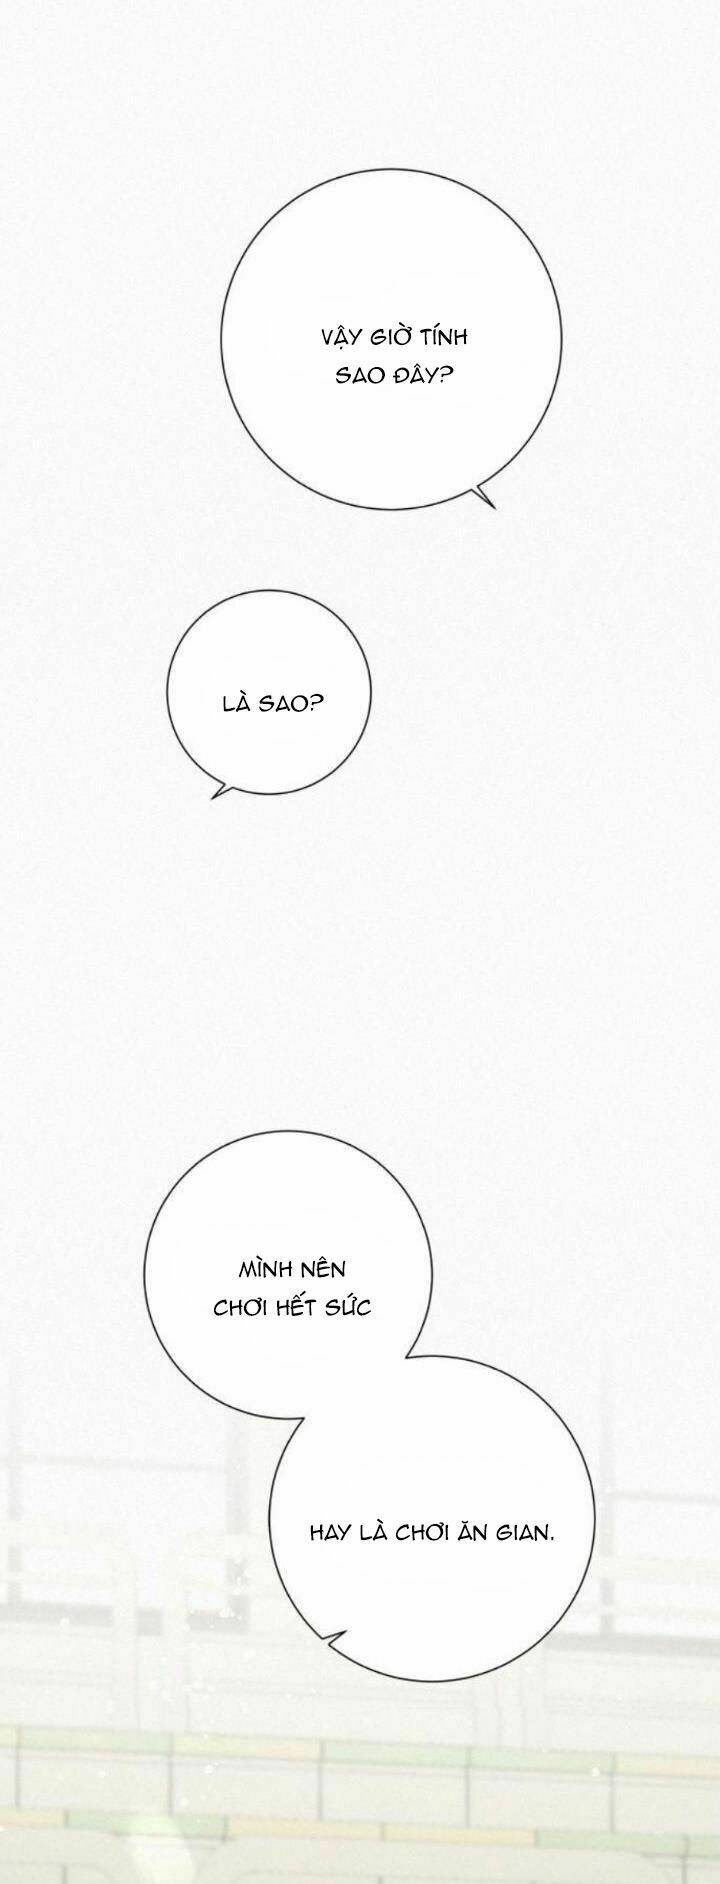 VẬY GIỜ TÍNH
SAO ĐÂY?
LÀ SAO?
MÌNH NÊN
CHƠI HẾT SỨC
HAY LÀ CHƠI ĂN GIAN.